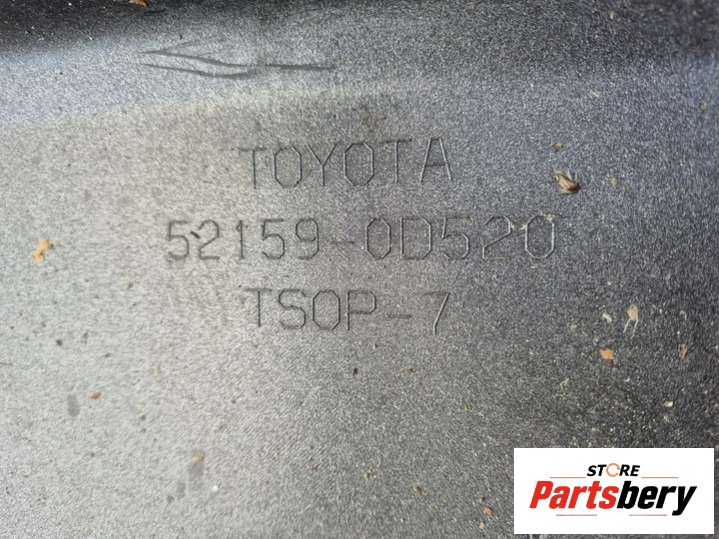 TOYOTA
52159-0D520
TSOP-7
STORE
Partsbery